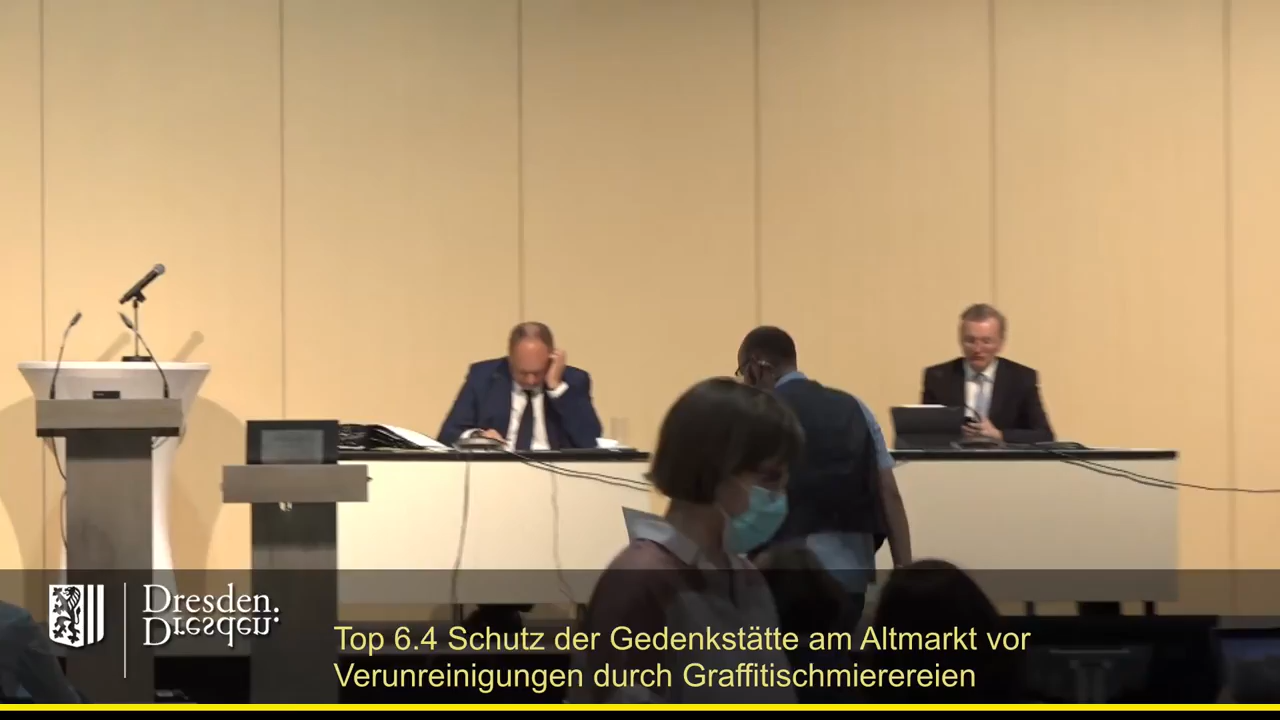 Dresden.
Dresden.
Top 6.4 Schutz der Gedenkstätte am Altmarkt vor
Verunreinigungen durch Graffitischmierereien